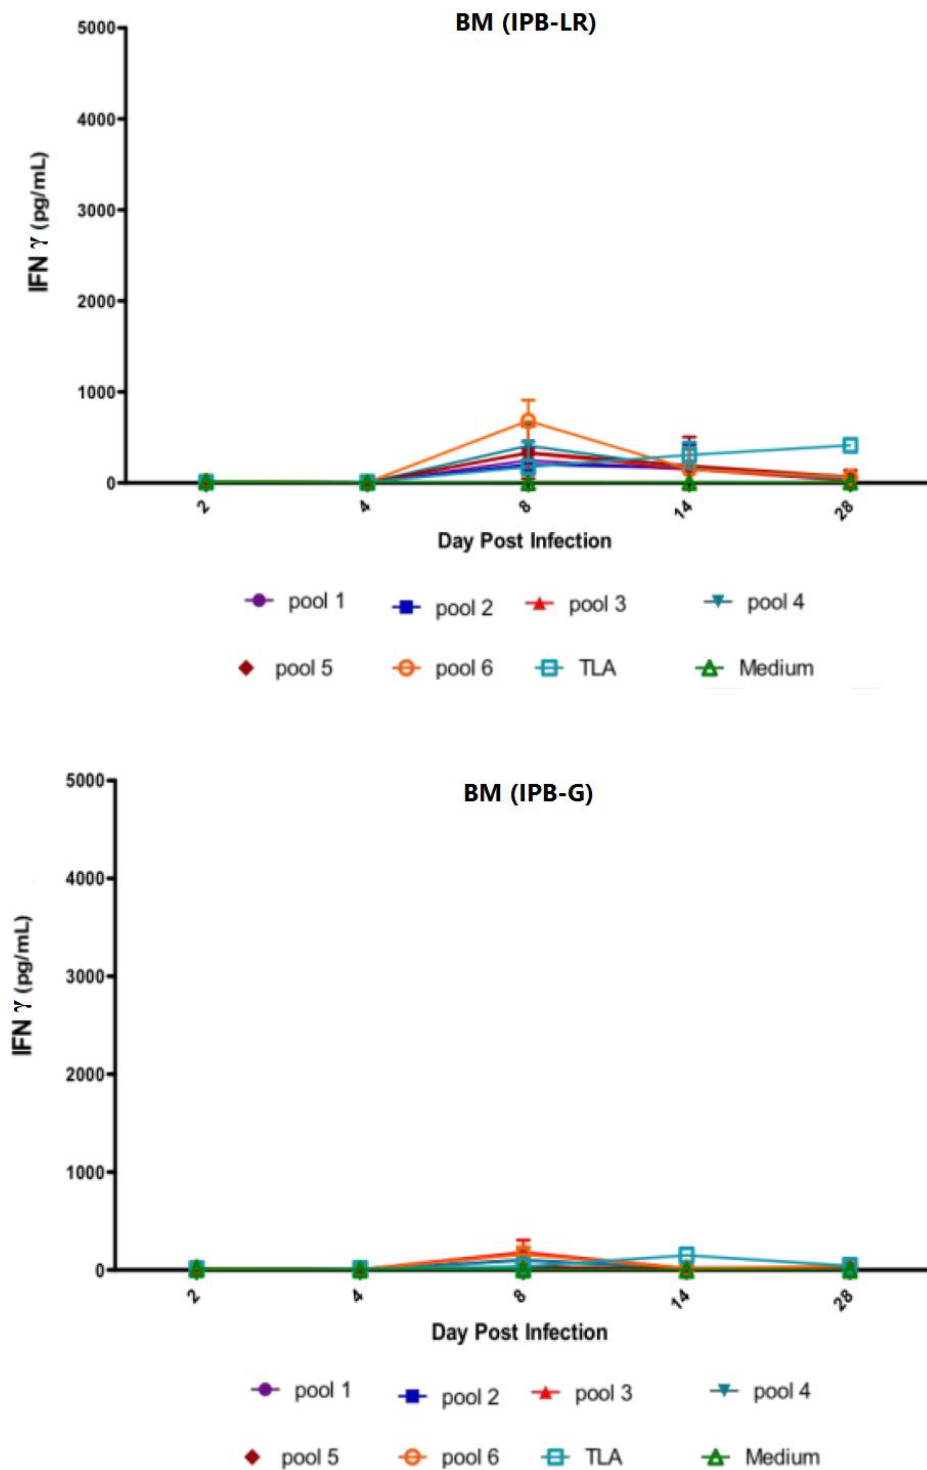 BM (IPB-LR)
5000
4000
3000
2000
1000
0
IFN γ (pg/mL)
2 4 8 14 28
Day Post Infection
pool 1 pool 2 pool 3 pool 4
pool 5 pool 6 TLA Medium
BM (IPB-G)
5000
4000
3000
2000
1000
0
IFN γ (pg/mL)
2 4 8 14 28
Day Post Infection
pool 1 pool 2 pool 3 pool 4
pool 5 pool 6 TLA Medium